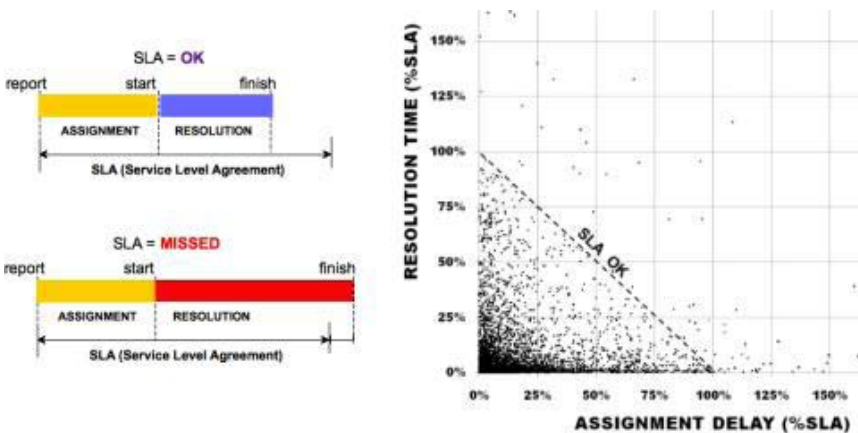 SLA = OK
report start finish
ASSIGNMENT RESOLUTION
SLA (Service Level Agreement)
SLA = MISSED
report start finish
ASSIGNMENT RESOLUTION
SLA (Service Level Agreement)
RESOLUTION TIME (%SLA)
150%
125%
100%
75%
50%
25%
0%
SLA OK
0% 25% 50% 75% 100% 125% 150%
ASSIGNMENT DELAY (%SLA)